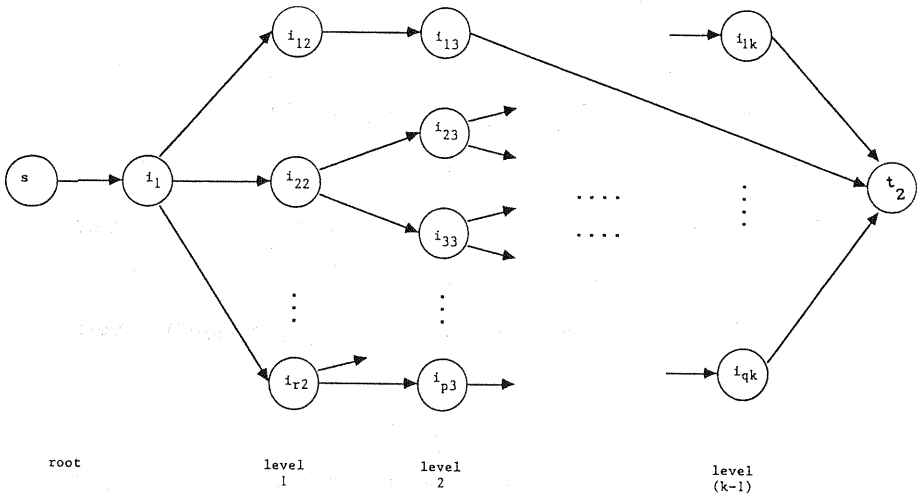 i12
i13
i1k
i23
s
i1
i22
t2
i33
ir2
ip3
iqk
root
level
1
level
2
level
(k-1)